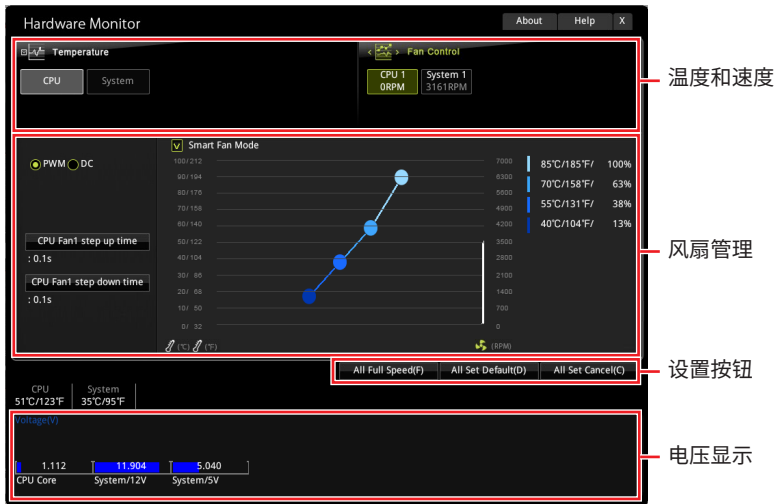 Hardware Monitor
About Help X
Temperature
Fan Control
CPU System
CPU 1
0RPM
System 1
3161RPM
温度和速度
Smart Fan Mode
PWM DC
100/212 7000
90/194 6300
80/176 5600
70/158 4900
60/140 4200
50/122 3500
40/104 2800
30/ 86 2100
20/ 68 1400
10/ 50 700
0/ 32 0
(℃) (℉) (RPM)
85℃/185℉/ 100%
70℃/158℉/ 63%
55℃/131℉/ 38%
40℃/104℉/ 13%
CPU Fan1 step up time
: 0.1s
CPU Fan1 step down time
: 0.1s
风扇管理
All Full Speed(F) All Set Default(D) All Set Cancel(C)
设置按钮
CPU
51℃/123℉
System
35℃/95℉
Voltage(V)
1.112 11.904 5.040
CPU Core System/12V System/5V
电压显示